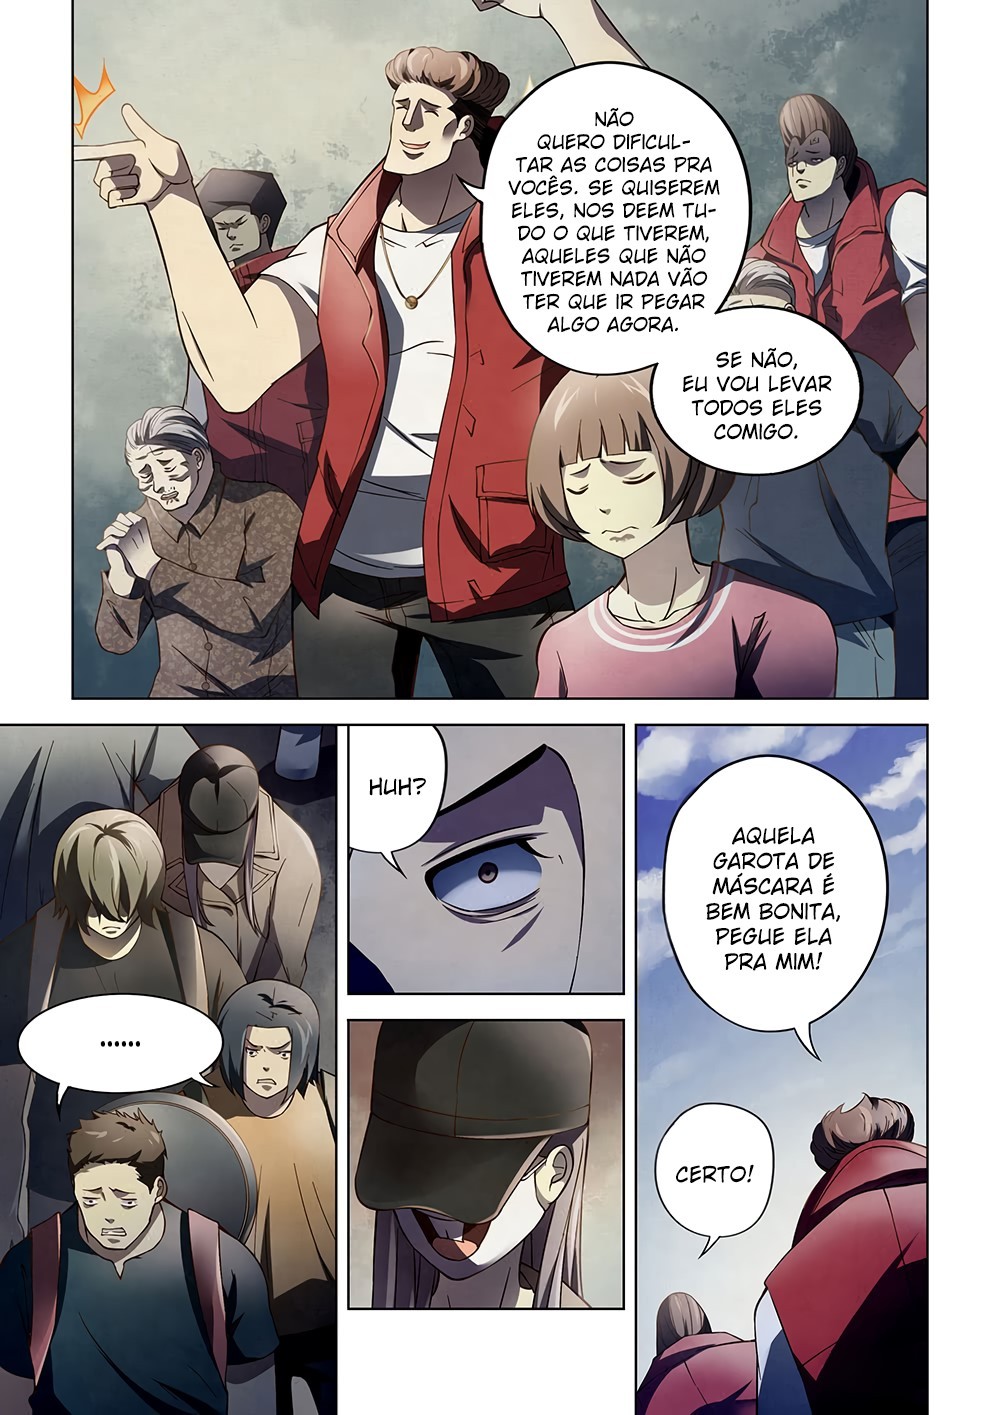 NÃO
QUERO DIFICUL-
TAR AS COISAS PRA
VOCÊS. SE QUISEREM
ELES, NOS DEEM TU-
DO O QUE TIVEREM,
AQUELES QUE NÃO
TIVEREM NADA VÃO
TER QUE IR PEGAR
ALGO AGORA.
SE NÃO,
EU VOU LEVAR
TODOS ELES
COMIGO.
......
HUH?
AQUELA
GAROTA DE
MÁSCARA É
BEM BONITA,
PEGUE ELA
PRA MIM!
CERTO!